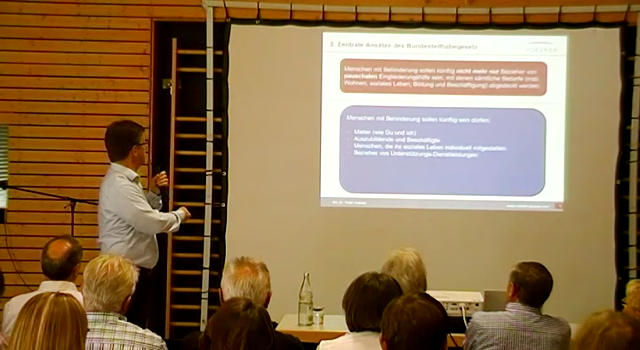 2. Zentrale Ansätze des Bundesteilhabegesetz
Menschen mit Behinderung sollen künftig nicht mehr nur Bezieher von
pauschalen Eingliederungshilfe sein, mit denen sämtliche Bedarfe (inkl.
Wohnen, soziales Leben, Bildung und Beschäftigung) abgedeckt werden.
Menschen mit Behinderung sollen künftig sein dürfen:
- Mieter (wie Du und ich)
- Auszubildende und Beschäftigte
- Menschen, die ihr soziales Leben individuell mitgestalten
- Bezieher von Unterstützungs-Dienstleistungen